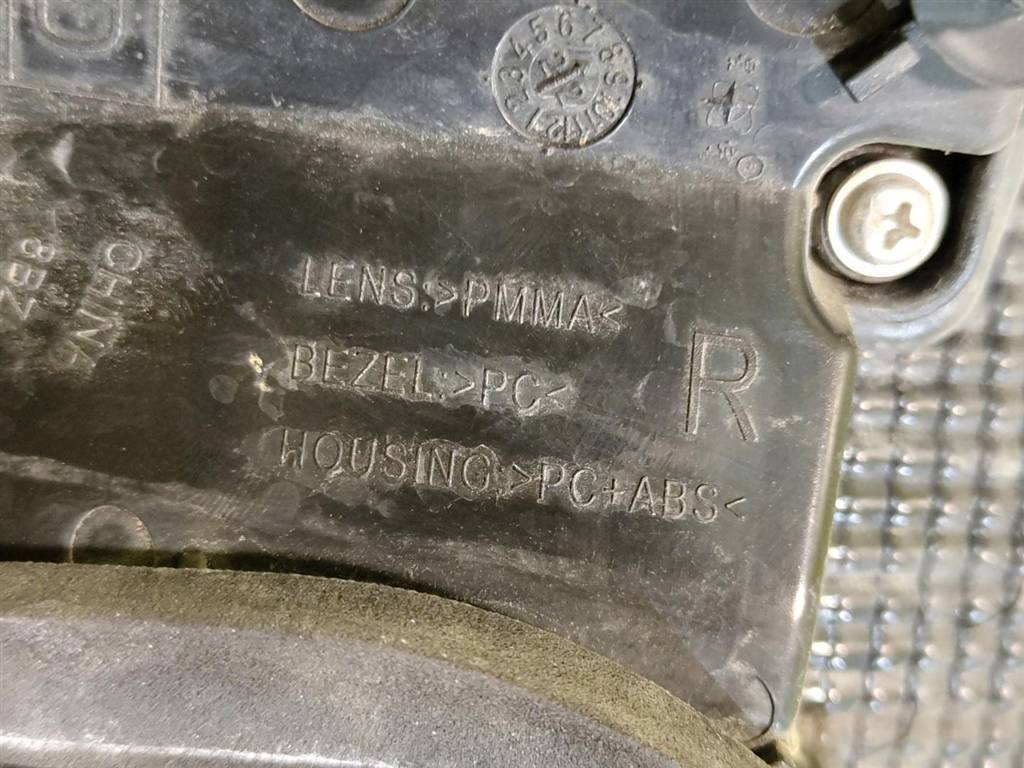 CHINA
LENS:>PMMA<
BEZEL:>PC<
HOUSING:>PC+ABS<
R